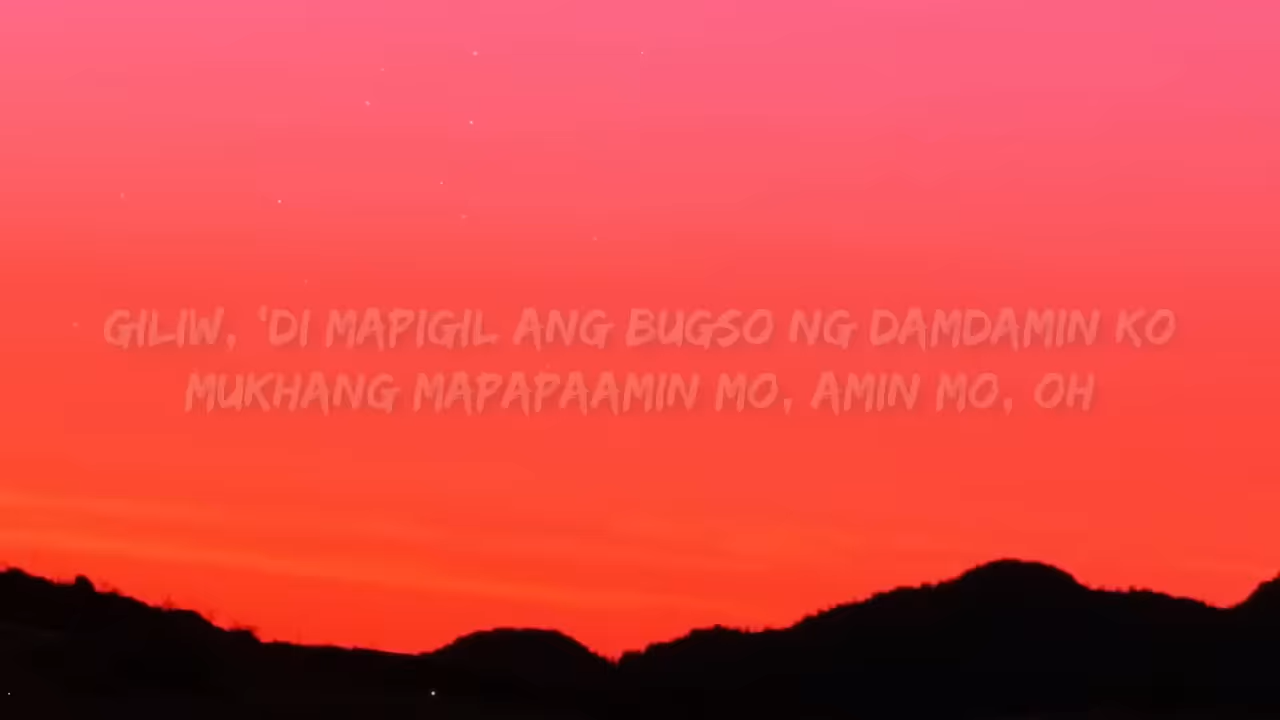 GILIW, 'DI MAPIGIL ANG BUGSO NG DAMDAMIN KO
MUKHANG MAPAPAAMIN MO, AMIN MO, OH